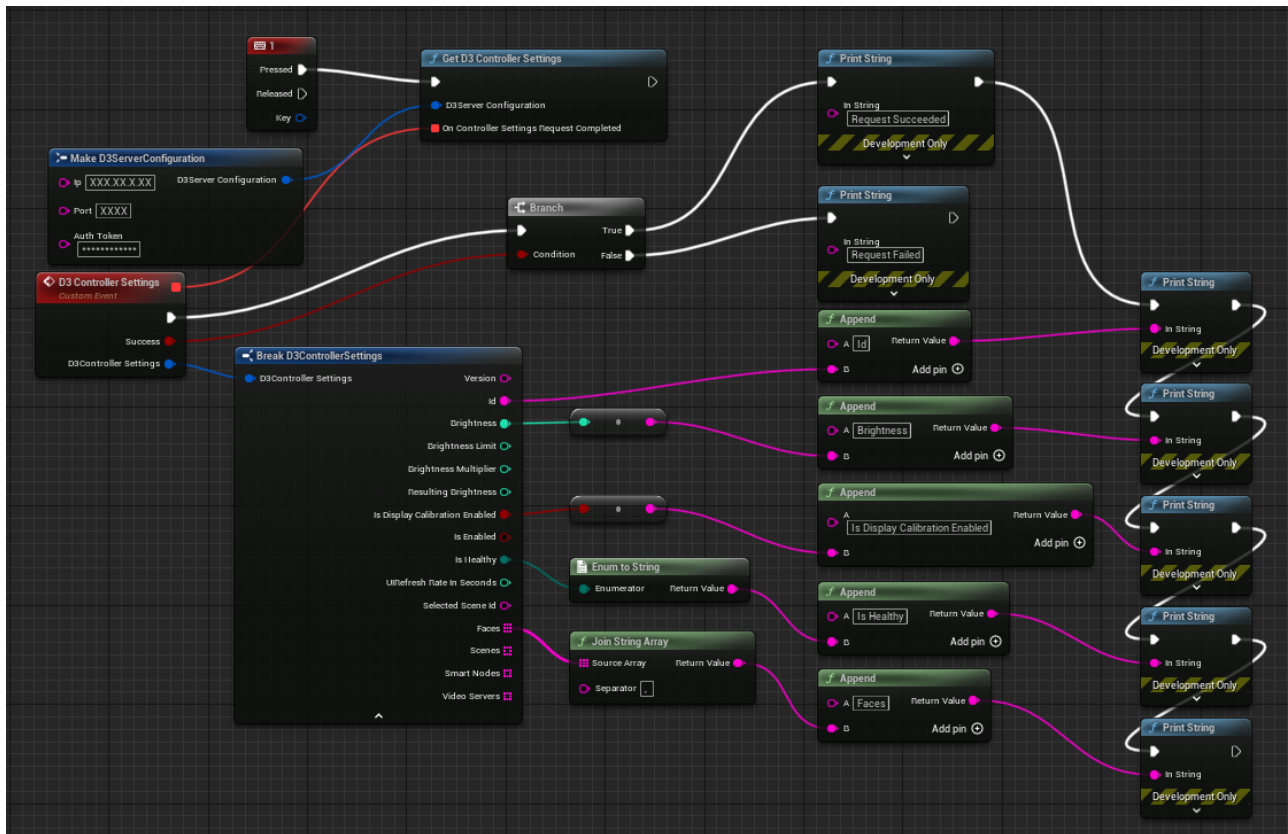 1
Pressed
Released
Key
Get D3 Controller Settings
D3Server Configuration
On Controller Settings Request Completed
Make D3ServerConfiguration
Ip XXX.XX.X.XX D3Server Configuration
Port XXXX
Auth Token
************
D3 Controller Settings
Custom Event
Success
D3Controller Settings
Branch
True
Condition False
Print String
In String
Request Succeeded
Development Only
Print String
In String
Request Failed
Development Only
Break D3ControllerSettings
D3Controller Settings Version
Id
Brightness
Brightness Limit
Brightness Multiplier
Resulting Brightness
Is Display Calibration Enabled
Is Enabled
Is Healthy
UIRefresh Rate In Seconds
Selected Scene Id
Faces
Scenes
Smart Nodes
Video Servers
Enum to String
Enumerator Return Value
Join String Array
Source Array Return Value
Separator ,
Append
A Id Return Value
B Add pin
Append
A Brightness Return Value
B Add pin
Append
A Return Value
Is Display Calibration Enabled
B Add pin
Append
A Is Healthy Return Value
B Add pin
Append
A Faces Return Value
B Add pin
Print String
In String
Development Only
Print String
In String
Development Only
Print String
In String
Development Only
Print String
In String
Development Only
Print String
In String
Development Only